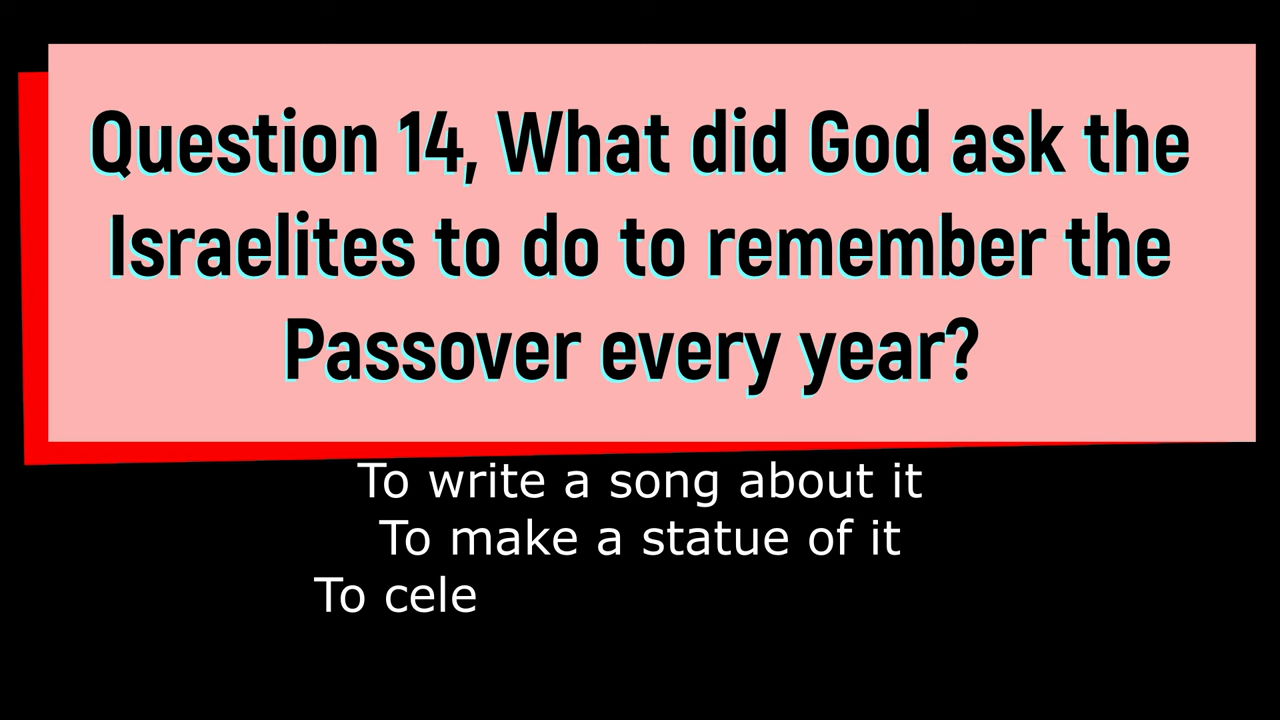 Question 14, What did God ask the
Israelites to do to remember the
Passover every year?
To write a song about it
To make a statue of it
To cele